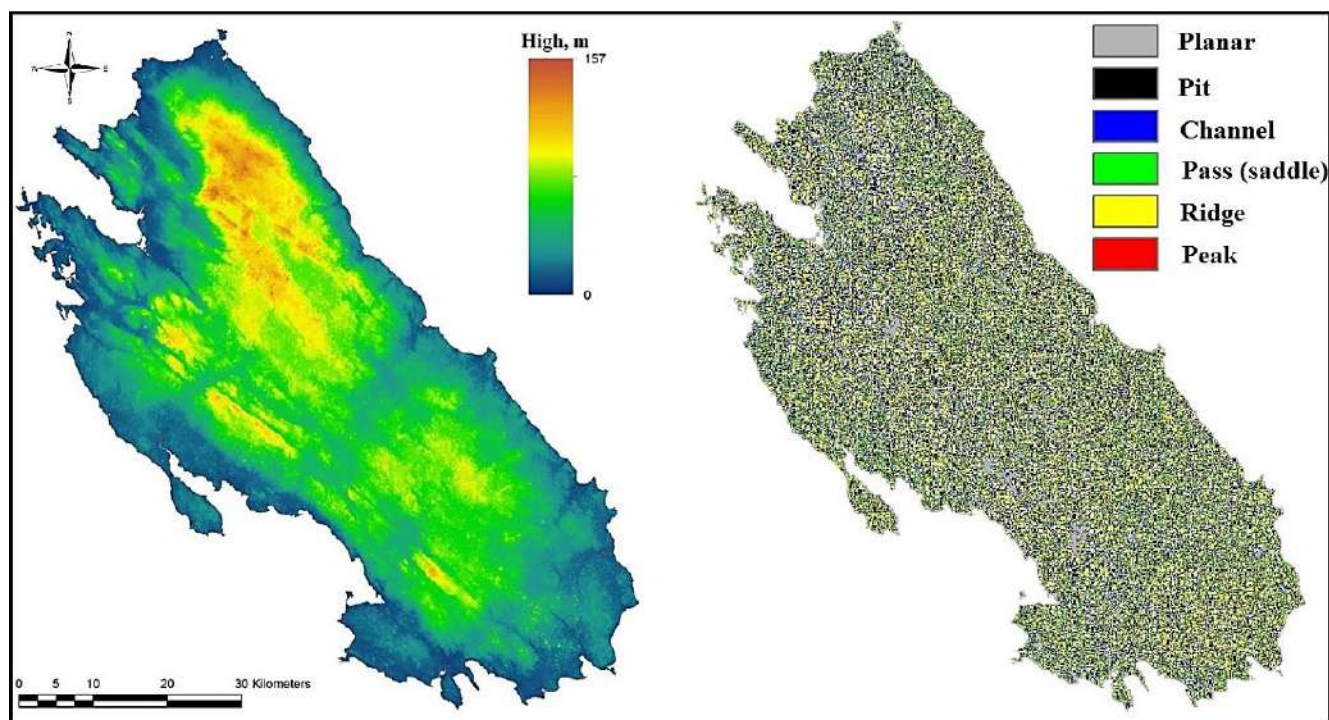 N
W E
S
High, m
157
0
0 5 10 20 30 Kilometers
Planar
Pit
Channel
Pass (saddle)
Ridge
Peak